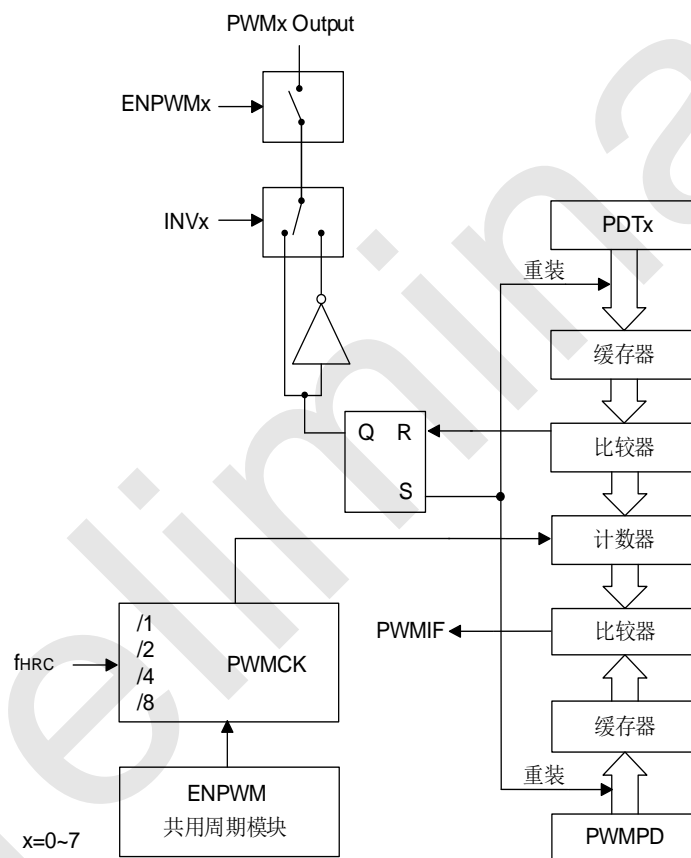 PWMx Output
ENPWMx
INVx
PDTx
重装
缓存器
Q R
比较器
S
计数器
/1
/2
/4
/8
PWMCK
fHRC
PWMIF
比较器
缓存器
重装
ENPWM
共用周期模块
PWMPD
x=0~7
elimina